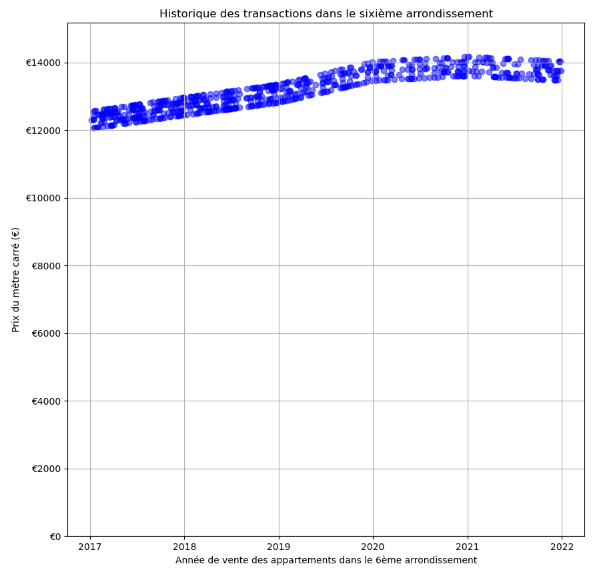 Historique des transactions dans le sixième arrondissement
€14000
€12000
€10000
€8000
€6000
€4000
€2000
€0
Prix du mètre carré (€)
2017 2018 2019 2020 2021 2022
Année de vente des appartements dans le 6ème arrondissement